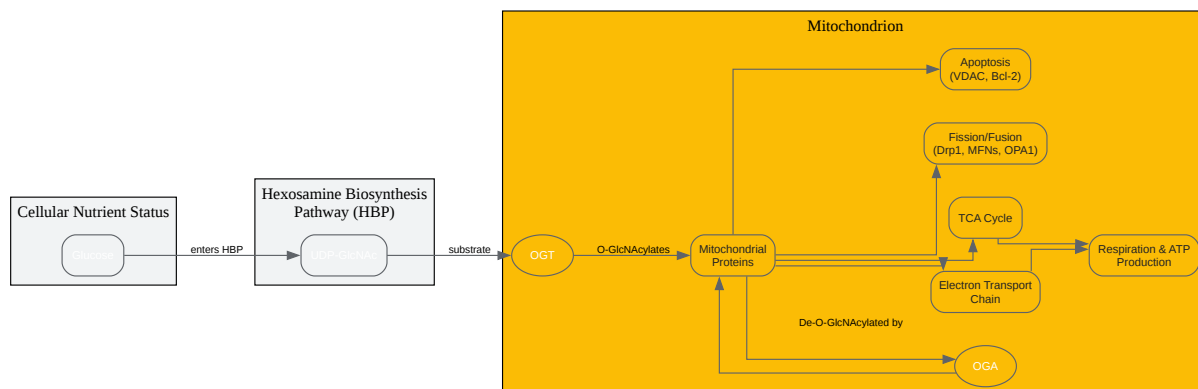 Cellular Nutrient Status
Glucose
enters HBP
Hexosamine Biosynthesis
Pathway (HBP)
UDP-GlcNAc
substrate
Mitochondrion
OGT
O-GlcNAcylates
Mitochondrial
Proteins
Apoptosis
(VDAC, Bcl-2)
Fission/Fusion
(Drp1, MFNs, OPA1)
TCA Cycle
Electron Transport
Chain
Respiration & ATP
Production
De-O-GlcNAcylated by
OGA